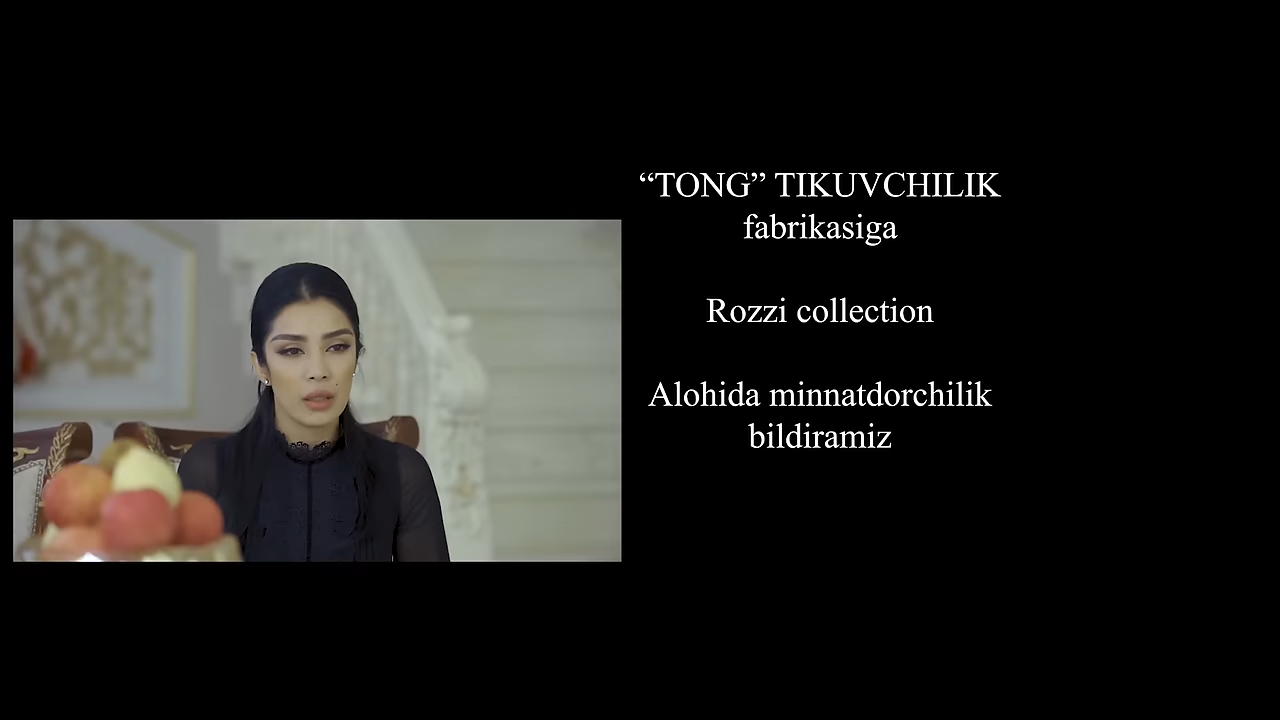 “TONG” TIKUVCHILIK
fabrikasiga
Rozzi collection
Alohida minnatdorchilik
bildiramiz